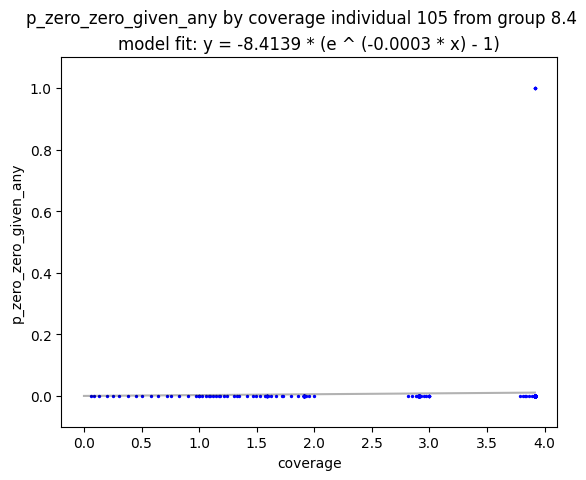 p_zero_zero_given_any by coverage individual 105 from group 8.4
model fit: y = -8.4139 * (e ^ (-0.0003 * x) - 1)
p_zero_zero_given_any
1.0
0.8
0.6
0.4
0.2
0.0
0.0 0.5 1.0 1.5 2.0 2.5 3.0 3.5 4.0
coverage